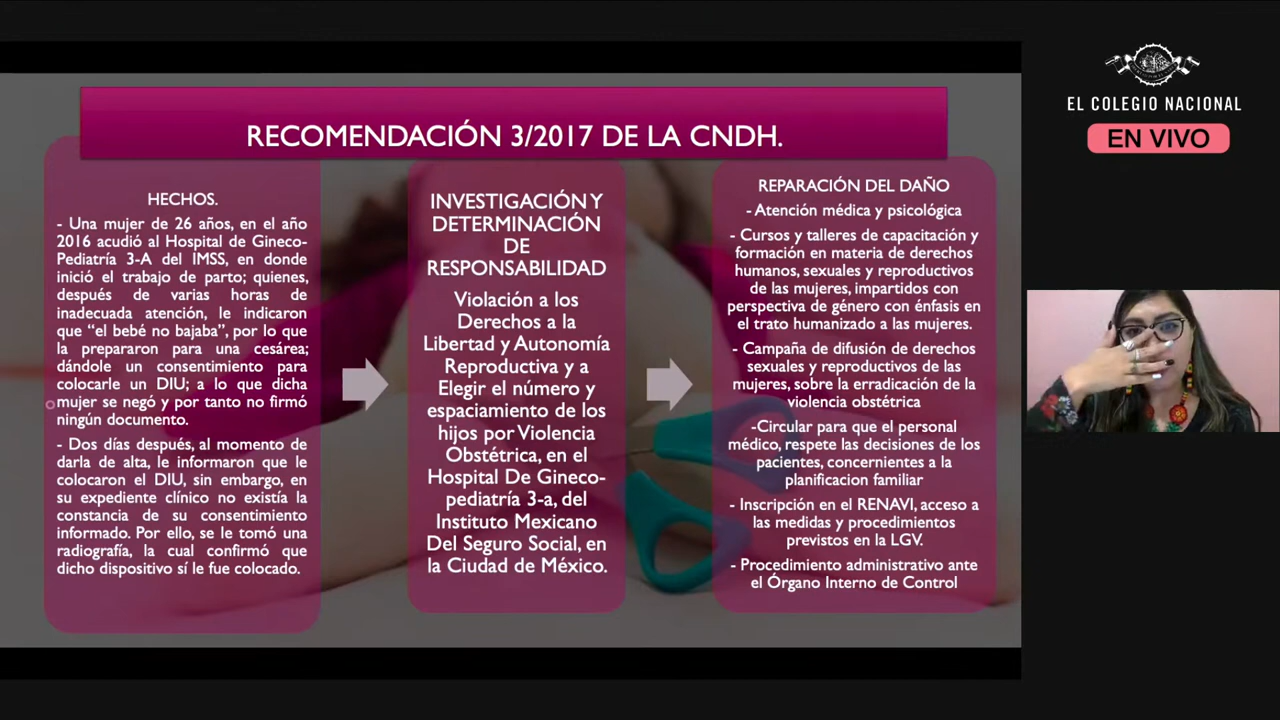 RECOMENDACIÓN 3/2017 DE LA CNDH.
HECHOS.
- Una mujer de 26 años, en el año
2016 acudió al Hospital de Gineco-
Pediatría 3-A del IMSS, en donde
inició el trabajo de parto; quienes,
después de varias horas de
inadecuada atención, le indicaron
que “el bebé no bajaba”, por lo que
la prepararon para una cesárea;
dándole un consentimiento para
colocarle un DIU; a lo que dicha
mujer se negó y por tanto no firmó
ningún documento.
- Dos días después, al momento de
darla de alta, le informaron que le
colocaron el DIU, sin embargo, en
su expediente clínico no existía la
constancia de su consentimiento
informado. Por ello, se le tomó una
radiografía, la cual confirmó que
dicho dispositivo sí le fue colocado.
INVESTIGACIÓN Y
DETERMINACIÓN
DE
RESPONSABILIDAD
Violación a los
Derechos a la
Libertad y Autonomía
Reproductiva y a
Elegir el número y
espaciamiento de los
hijos por Violencia
Obstétrica, en el
Hospital De Gineco-
pediatría 3-a, del
Instituto Mexicano
Del Seguro Social, en
la Ciudad de México.
REPARACIÓN DEL DAÑO
- Atención médica y psicológica
- Cursos y talleres de capacitación y
formación en materia de derechos
humanos, sexuales y reproductivos
de las mujeres, impartidos con
perspectiva de género con énfasis en
el trato humanizado a las mujeres.
- Campaña de difusión de derechos
sexuales y reproductivos de las
mujeres, sobre la erradicación de la
violencia obstétrica
-Circular para que el personal
médico, respete las decisiones de los
pacientes, concernientes a la
planificacion familiar
- Inscripción en el RENAVI, acceso a
las medidas y procedimientos
previstos en la LGV.
- Procedimiento administrativo ante
el Órgano Interno de Control
EL COLEGIO NACIONAL
EN VIVO